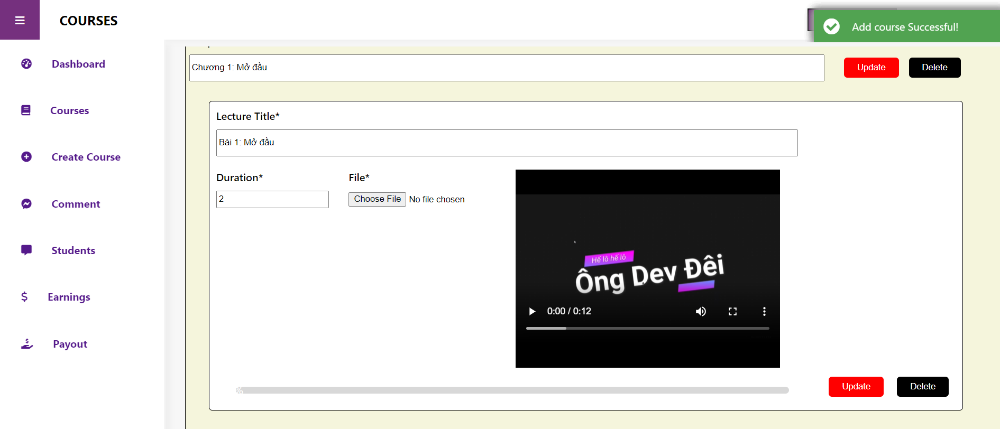 COURSES
Add course Successful!
Dashboard
Courses
Create Course
Comment
Students
Earnings
Payout
Chương 1: Mở đầu
Update
Delete
Lecture Title*
Bài 1: Mở đầu
Duration*
File*
2
Choose File No file chosen
Hế lô hế lô
Ông Dev Đêi
0:00 / 0:12
%
Update
Delete